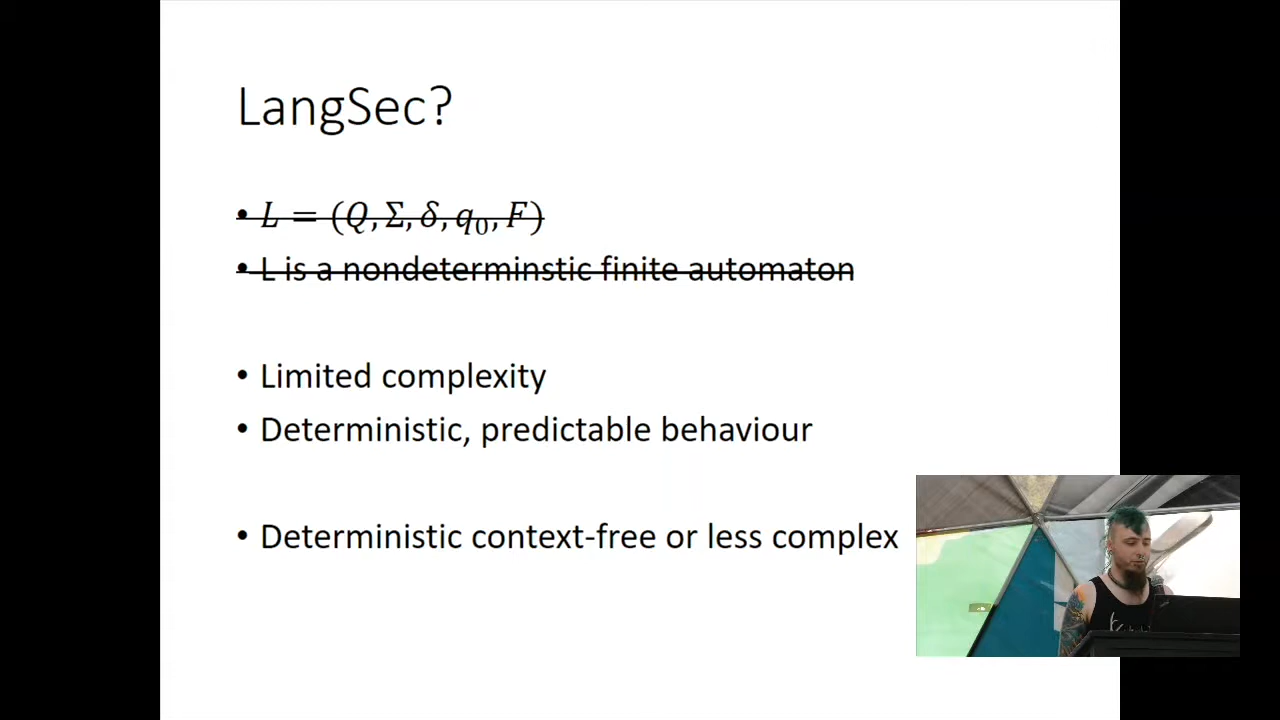 LangSec?
• L = (Q, Σ, δ, q₀, F)
• L is a nondeterminstic finite automaton
• Limited complexity
• Deterministic, predictable behaviour
• Deterministic context-free or less complex